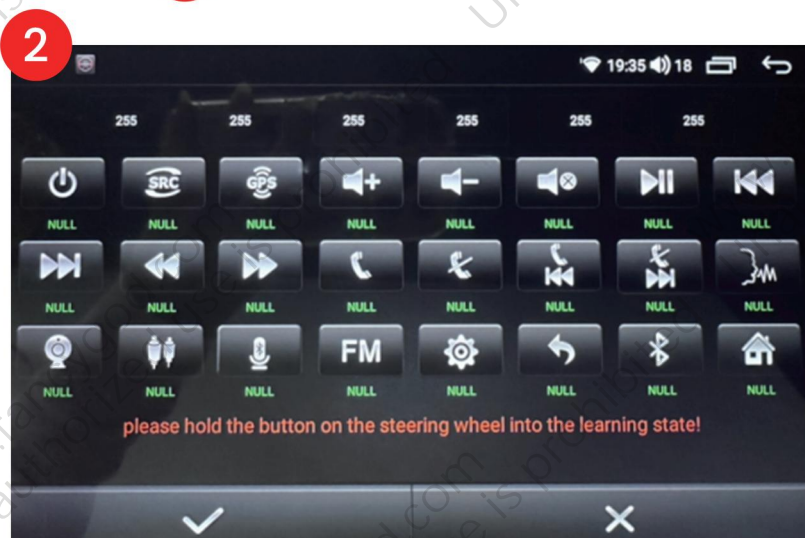 2
19:35 18
255 255 255 255 255 255
SRC GPS
NULL NULL NULL NULL NULL NULL NULL NULL
NULL NULL NULL NULL NULL NULL NULL NULL
FM
NULL NULL NULL NULL NULL NULL NULL NULL
please hold the button on the steering wheel into the learning state!